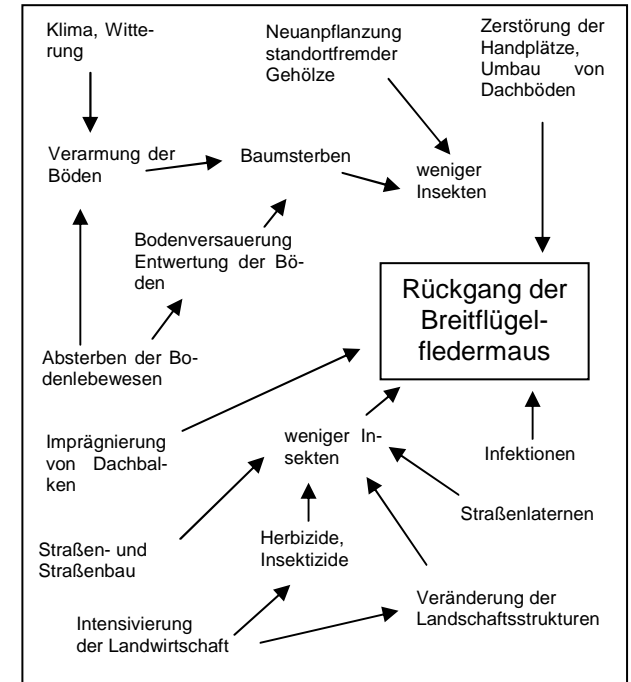 Klima, Witte-
rung
Neuanpflanzung
standortfremder
Gehölze
Zerstörung der
Handplätze,
Umbau von
Dachböden
Verarmung der
Böden
Baumsterben
weniger
Insekten
Bodenversauerung
Entwertung der Bö-
den
Rückgang der
Breitflügel-
fledermaus
Absterben der Bo-
denlebewesen
Imprägnierung
von Dachbal-
ken
weniger In-
sekten
Infektionen
Straßenlaternen
Straßen- und
Straßenbau
Herbizide,
Insektizide
Veränderung der
Landschaftsstrukturen
Intensivierung
der Landwirtschaft